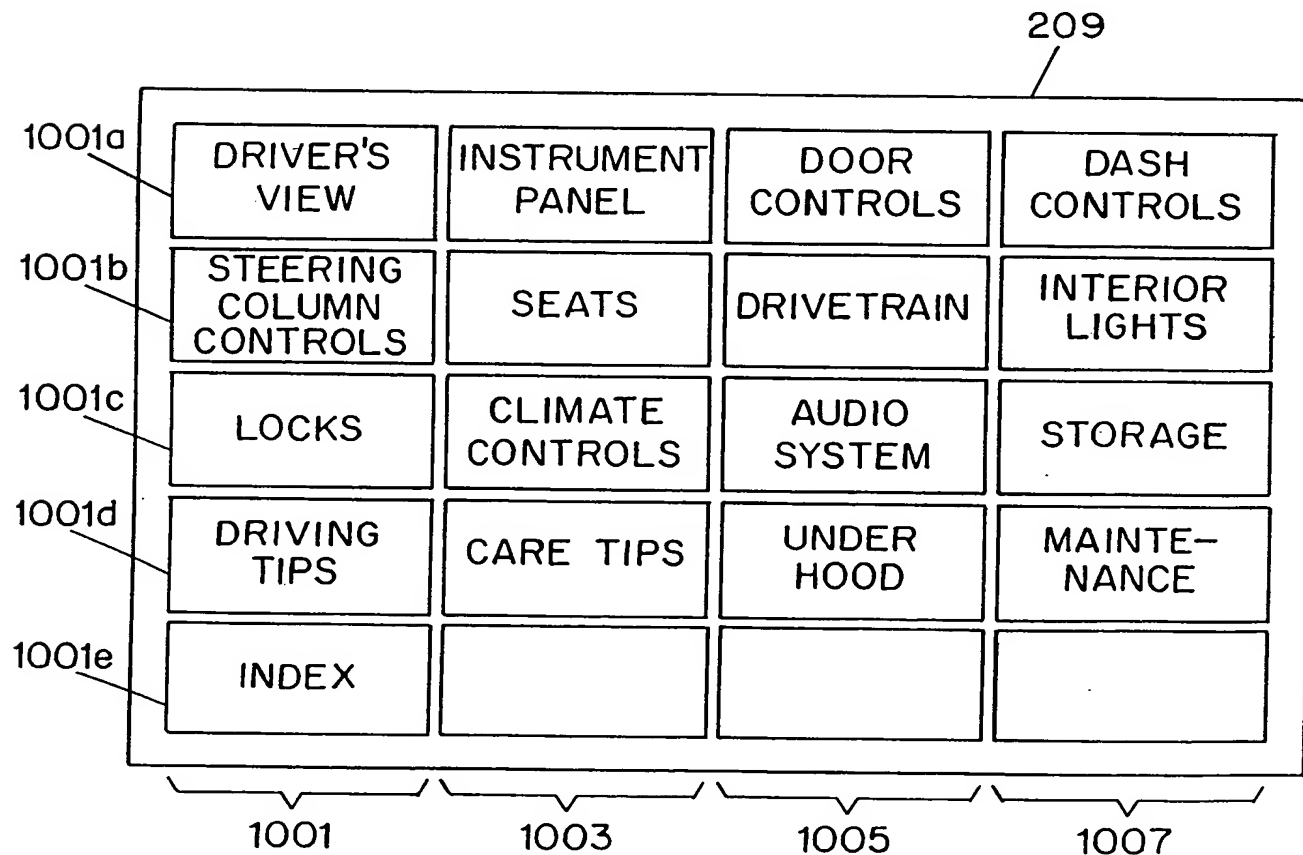 209
1001a
DRIVER'S
VIEW
INSTRUMENT
PANEL
DOOR
CONTROLS
DASH
CONTROLS
1001b
STEERING
COLUMN
CONTROLS
SEATS
DRIVETRAIN
INTERIOR
LIGHTS
1001c
LOCKS
CLIMATE
CONTROLS
AUDIO
SYSTEM
STORAGE
1001d
DRIVING
TIPS
CARE TIPS
UNDER
HOOD
MAINTE-
NANCE
1001e
INDEX
1001
1003
1005
1007